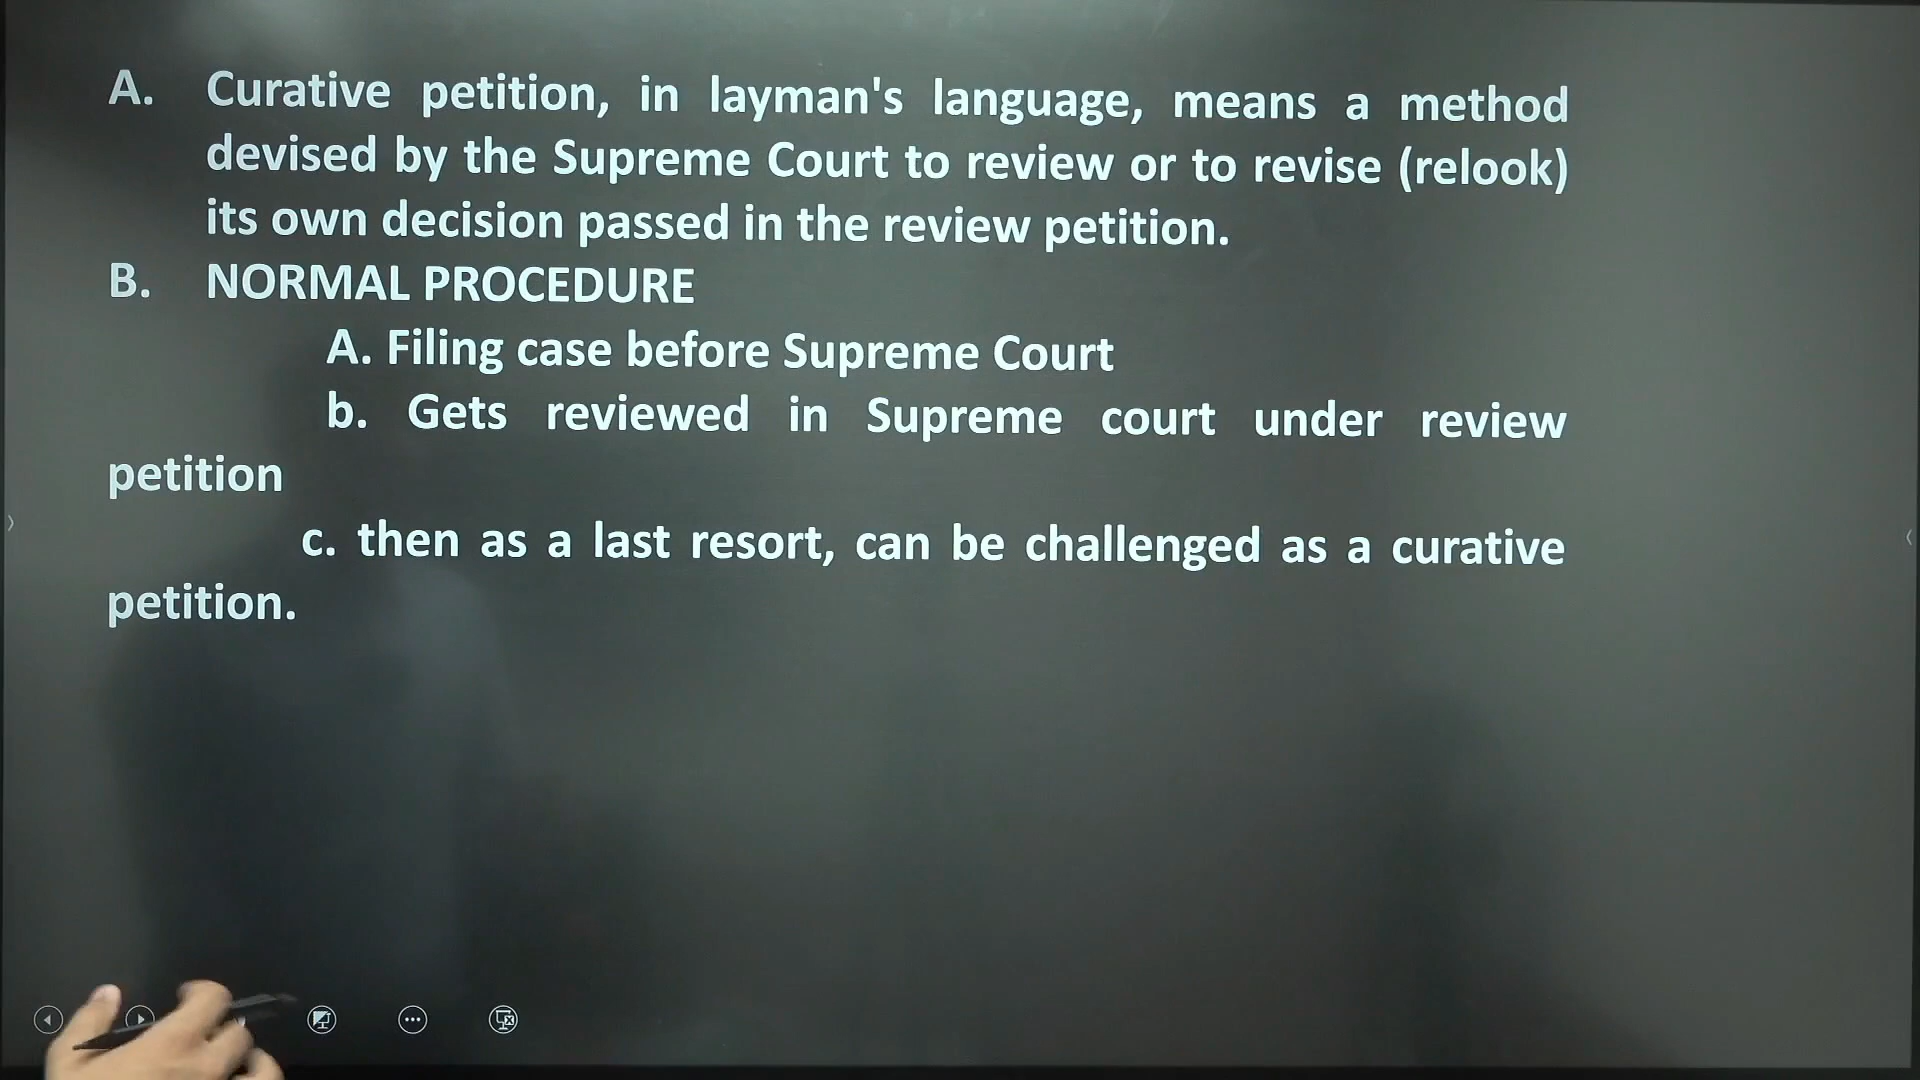 A. Curative petition, in layman's language, means a method
devised by the Supreme Court to review or to revise (relook)
its own decision passed in the review petition.
B. NORMAL PROCEDURE
A. Filing case before Supreme Court
b. Gets reviewed in Supreme court under review
petition
c. then as a last resort, can be challenged as a curative
petition.